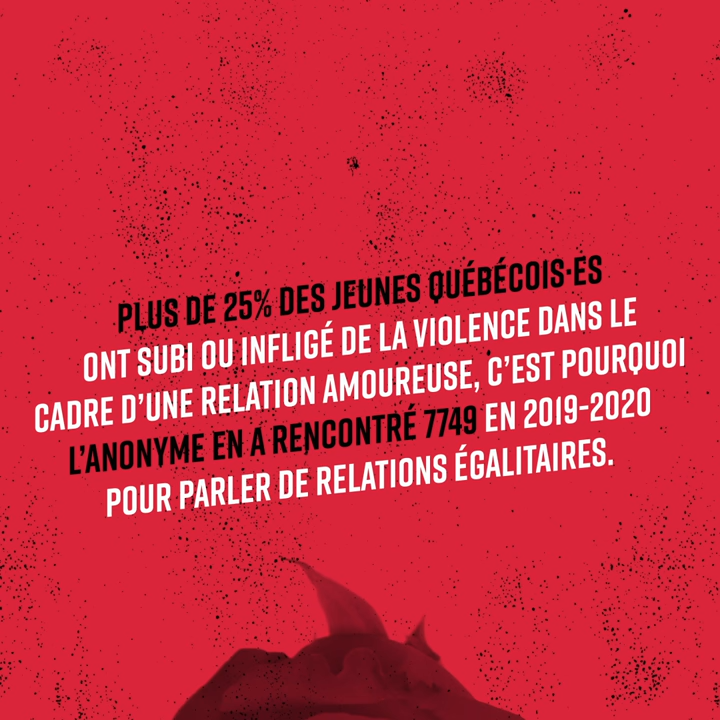 PLUS DE 25% DES JEUNES QUÉBÉCOIS·ES
ONT SUBI OU INFLIGÉ DE LA VIOLENCE DANS LE
CADRE D'UNE RELATION AMOUREUSE, C'EST POURQUOI
L'ANONYME EN A RENCONTRÉ 7749 EN 2019-2020
POUR PARLER DE RELATIONS ÉGALITAIRES.